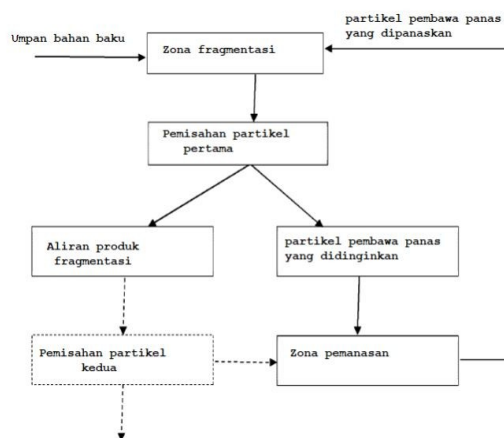 partikel pembawa panas
yang dipanaskan
Umpan bahan baku
Zona fragmentasi
Pemisahan partikel
pertama
Aliran produk
fragmentasi
partikel pembawa panas
yang didinginkan
Pemisahan partikel
kedua
Zona pemanasan